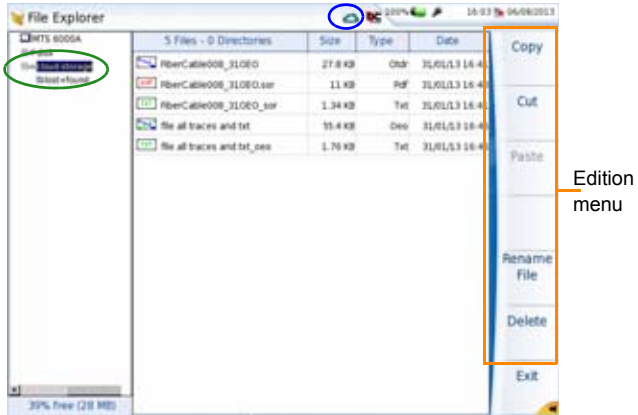 File Explorer
100%
16:03 06/08/2013
MTS 6000A
disk
cloud-storage
lost+found
5 Files - 0 Directories Size Type Date
FiberCable008_310EO 27.8 KB Otdr 31/01/13 16:4
FiberCable008_310EO.sor 11 KB Pdf 31/01/13 16:4
FiberCable008_310EO_sor 1.34 KB Txt 31/01/13 16:4
file all traces and txt 55.4 KB Oeo 31/01/13 16:4
file all traces and txt_oeo 1.76 KB Txt 31/01/13 16:4
39% free (28 MB)
Copy
Cut
Paste
Rename
File
Delete
Exit
Edition
menu